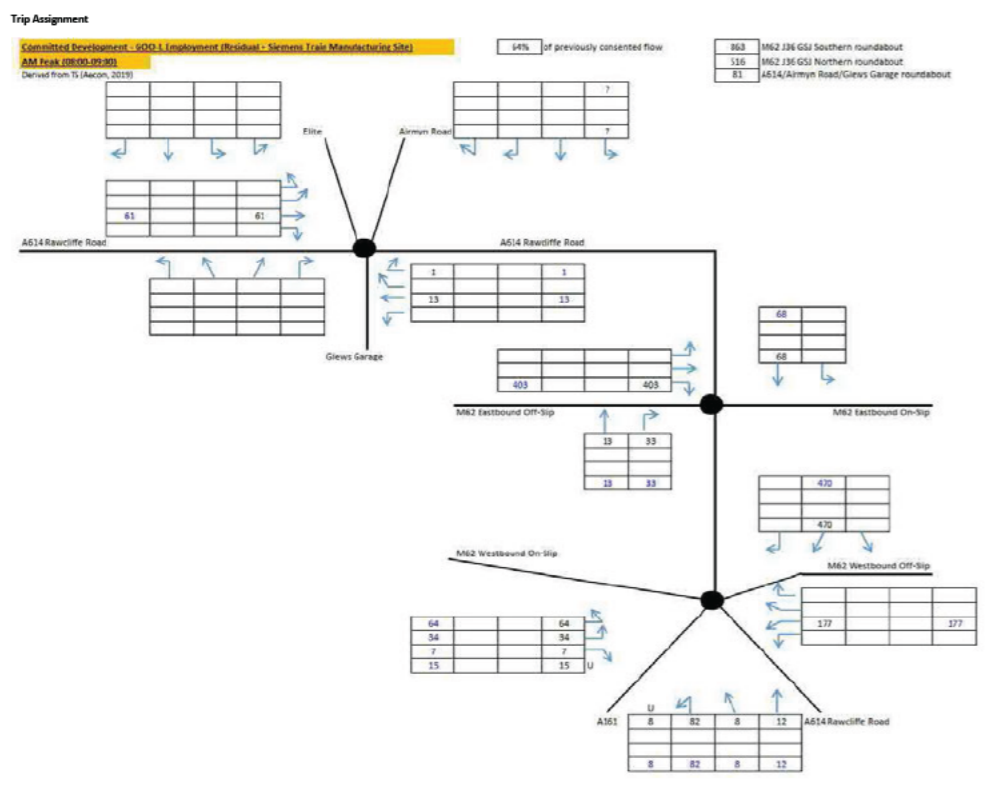 Trip Assignment
Committed Development - GOO-L Employment (Residual - Siemens Train Manufacturing Site)
64% of previously consented flow
863 M62 J36 GSJ Southern roundabout
AM Peak (08:00-09:00)
516 M62 J36 GSJ Northern roundabout
Derived from TS (Aecom, 2019)
81 A614/Airmyn Road/Glews Garage roundabout
7
Elite
Airmyn Road
7
61 61
A614 Rawcliffe Road
A614 Rawcliffe Road
1 1
13 13
68
Glews Garage
68
403 403
M62 Eastbound Off-Slip
M62 Eastbound On-Slip
13 33
13 33
470
470
M62 Westbound On-Slip
M62 Westbound Off-Slip
64 64
34 34
177 177
7 7
15 15 U
U
A161
8 82 8 12
A614 Rawcliffe Road
8 82 8 12